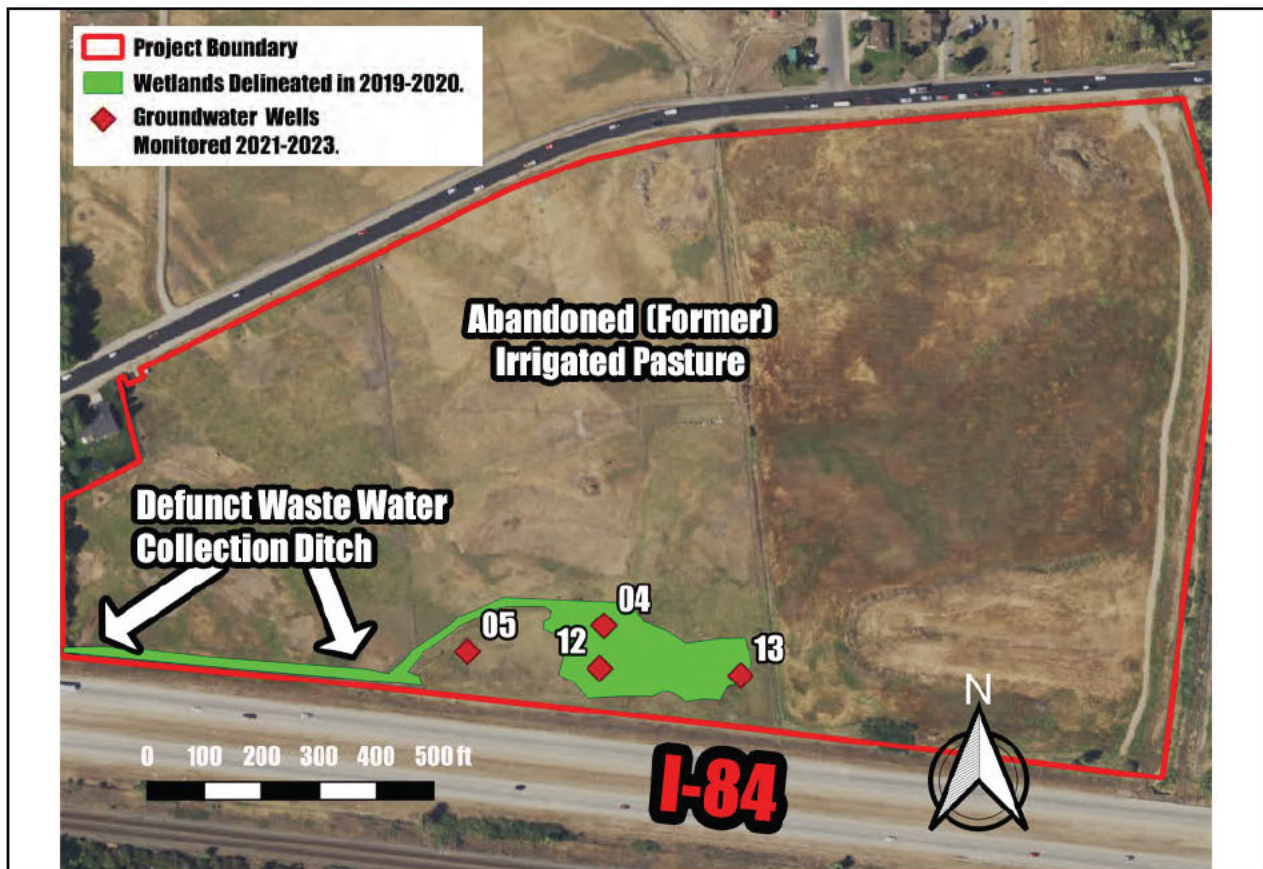 Project Boundary
Wetlands Delineated in 2019-2020.
Groundwater Wells
Monitored 2021-2023.
Abandoned (Former)
Irrigated Pasture
Defunct Waste Water
Collection Ditch
04
05
12
13
N
0 100 200 300 400 500 ft
I-84